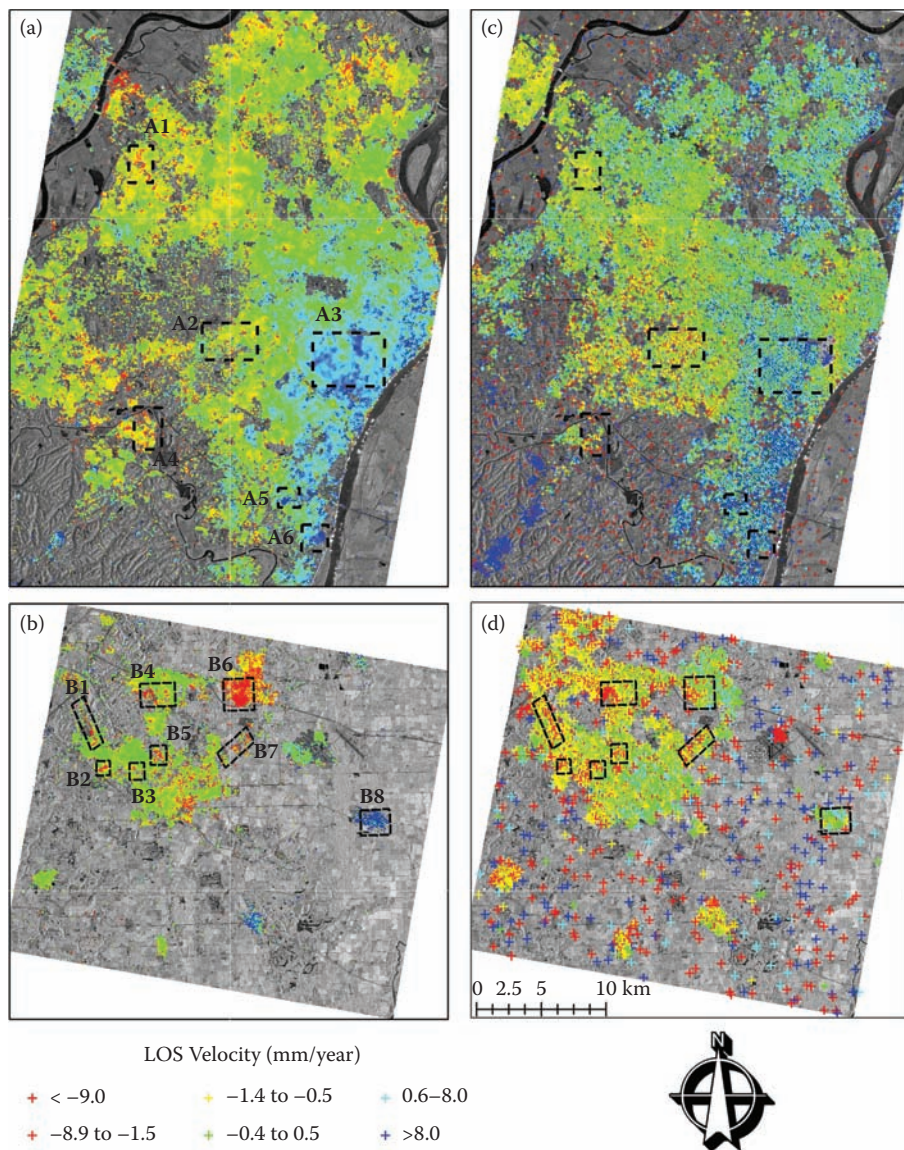 (a)
(c)
A1
A2
A3
A4
A5
A6
(b)
(d)
B4
B6
B1
B5
B7
B2
B3
B8
0 2.5 5 10 km
LOS Velocity (mm/year)
N
+ < −9.0
+ −1.4 to −0.5
+ 0.6–8.0
+ −8.9 to −1.5
+ −0.4 to 0.5
+ >8.0